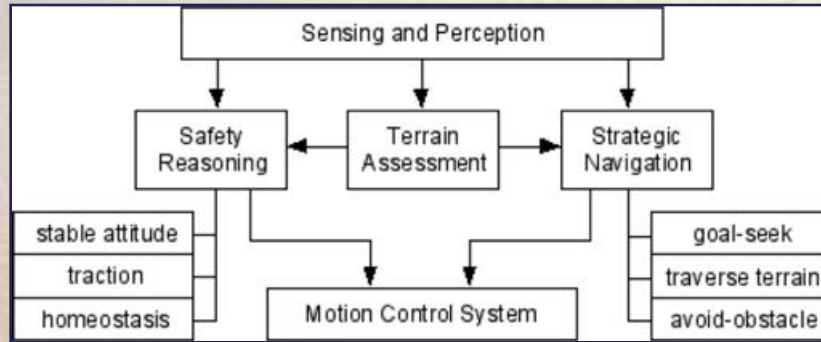 Sensing and Perception
Safety
Reasoning
Terrain
Assessment
Strategic
Navigation
stable attitude
traction
homeostasis
goal-seek
traverse terrain
avoid-obstacle
Motion Control System